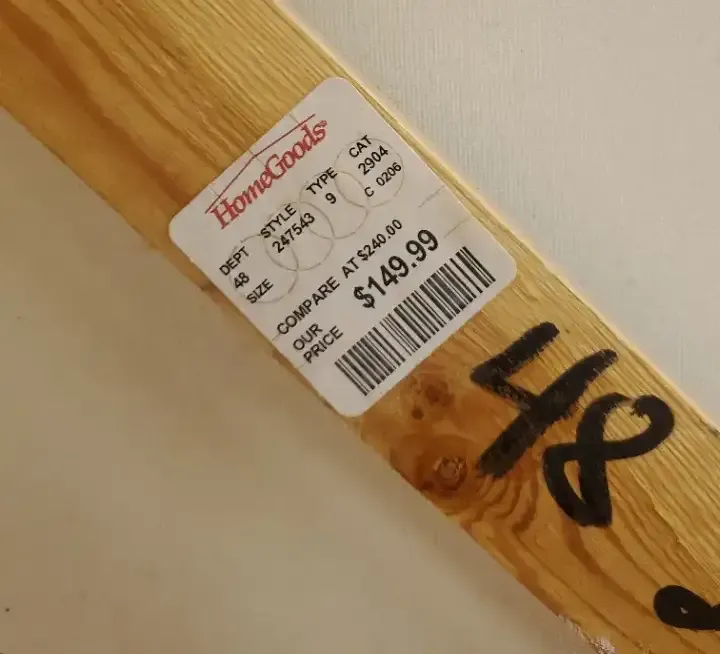 HomeGoods®
DEPT STYLE TYPE CAT
48 247543 9 2904
SIZE C 0206
COMPARE AT $240.00
OUR PRICE $149.99
48